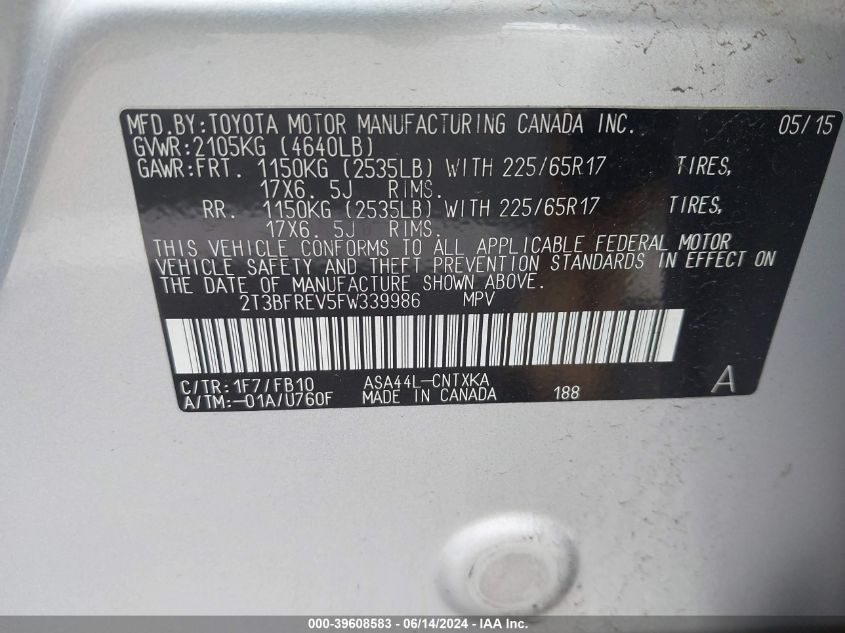 MFD.BY:TOYOTA MOTOR MANUFACTURING CANADA INC. 05/15
GVWR:2105KG (4640LB)
GAWR:FRT. 1150KG (2535LB) WITH 225/65R17 TIRES,
17X6.5J RIMS.
RR. 1150KG (2535LB) WITH 225/65R17 TIRES,
17X6.5J RIMS.
THIS VEHICLE CONFORMS TO ALL APPLICABLE FEDERAL MOTOR
VEHICLE SAFETY AND THEFT PREVENTION STANDARDS IN EFFECT ON
THE DATE OF MANUFACTURE SHOWN ABOVE.
2T3BFREV5FW339986 MPV
C/TR:1F7/FB10 ASA44L-CNTXKA A
A/TM:-01A/U760F MADE IN CANADA 188
000-39608583 - 06/14/2024 - IAA Inc.